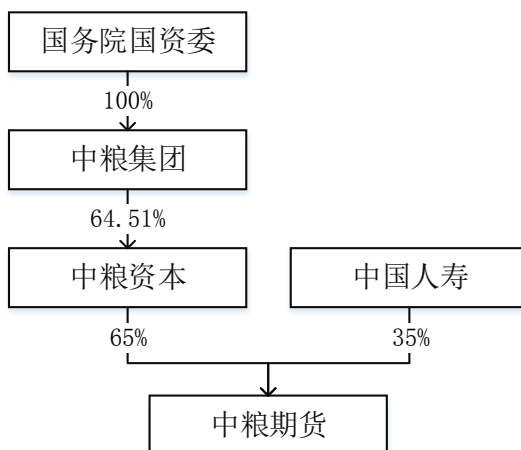 国务院国资委
100%
中粮集团
64.51%
中粮资本
中国人寿
65%
35%
中粮期货